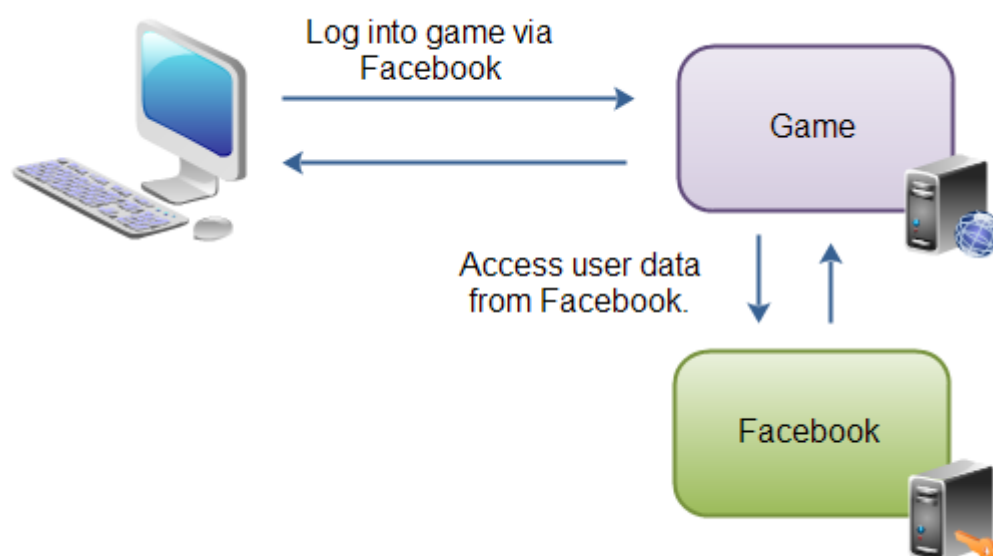 Log into game via
Facebook
Game
Access user data
from Facebook.
Facebook